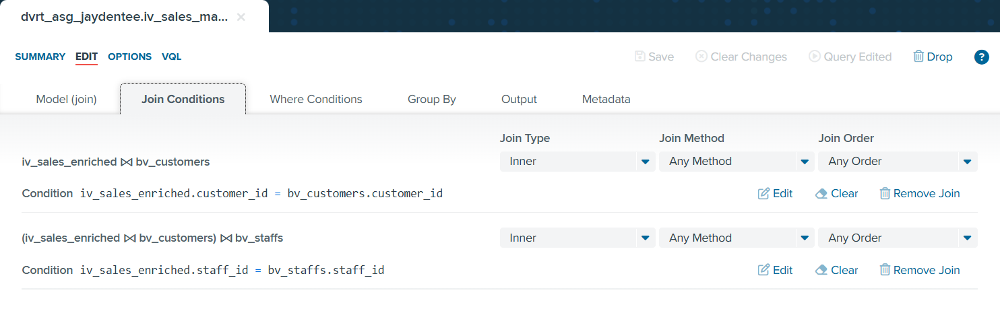 dvrt_asg_jaydentee.iv_sales_ma...
SUMMARY EDIT OPTIONS VQL Save Clear Changes Query Edited Drop ?
Model (join) Join Conditions Where Conditions Group By Output Metadata
Join Type Join Method Join Order
iv_sales_enriched ⋈ bv_customers Inner Any Method Any Order
Condition iv_sales_enriched.customer_id = bv_customers.customer_id Edit Clear Remove Join
(iv_sales_enriched ⋈ bv_customers) ⋈ bv_staffs Inner Any Method Any Order
Condition iv_sales_enriched.staff_id = bv_staffs.staff_id Edit Clear Remove Join